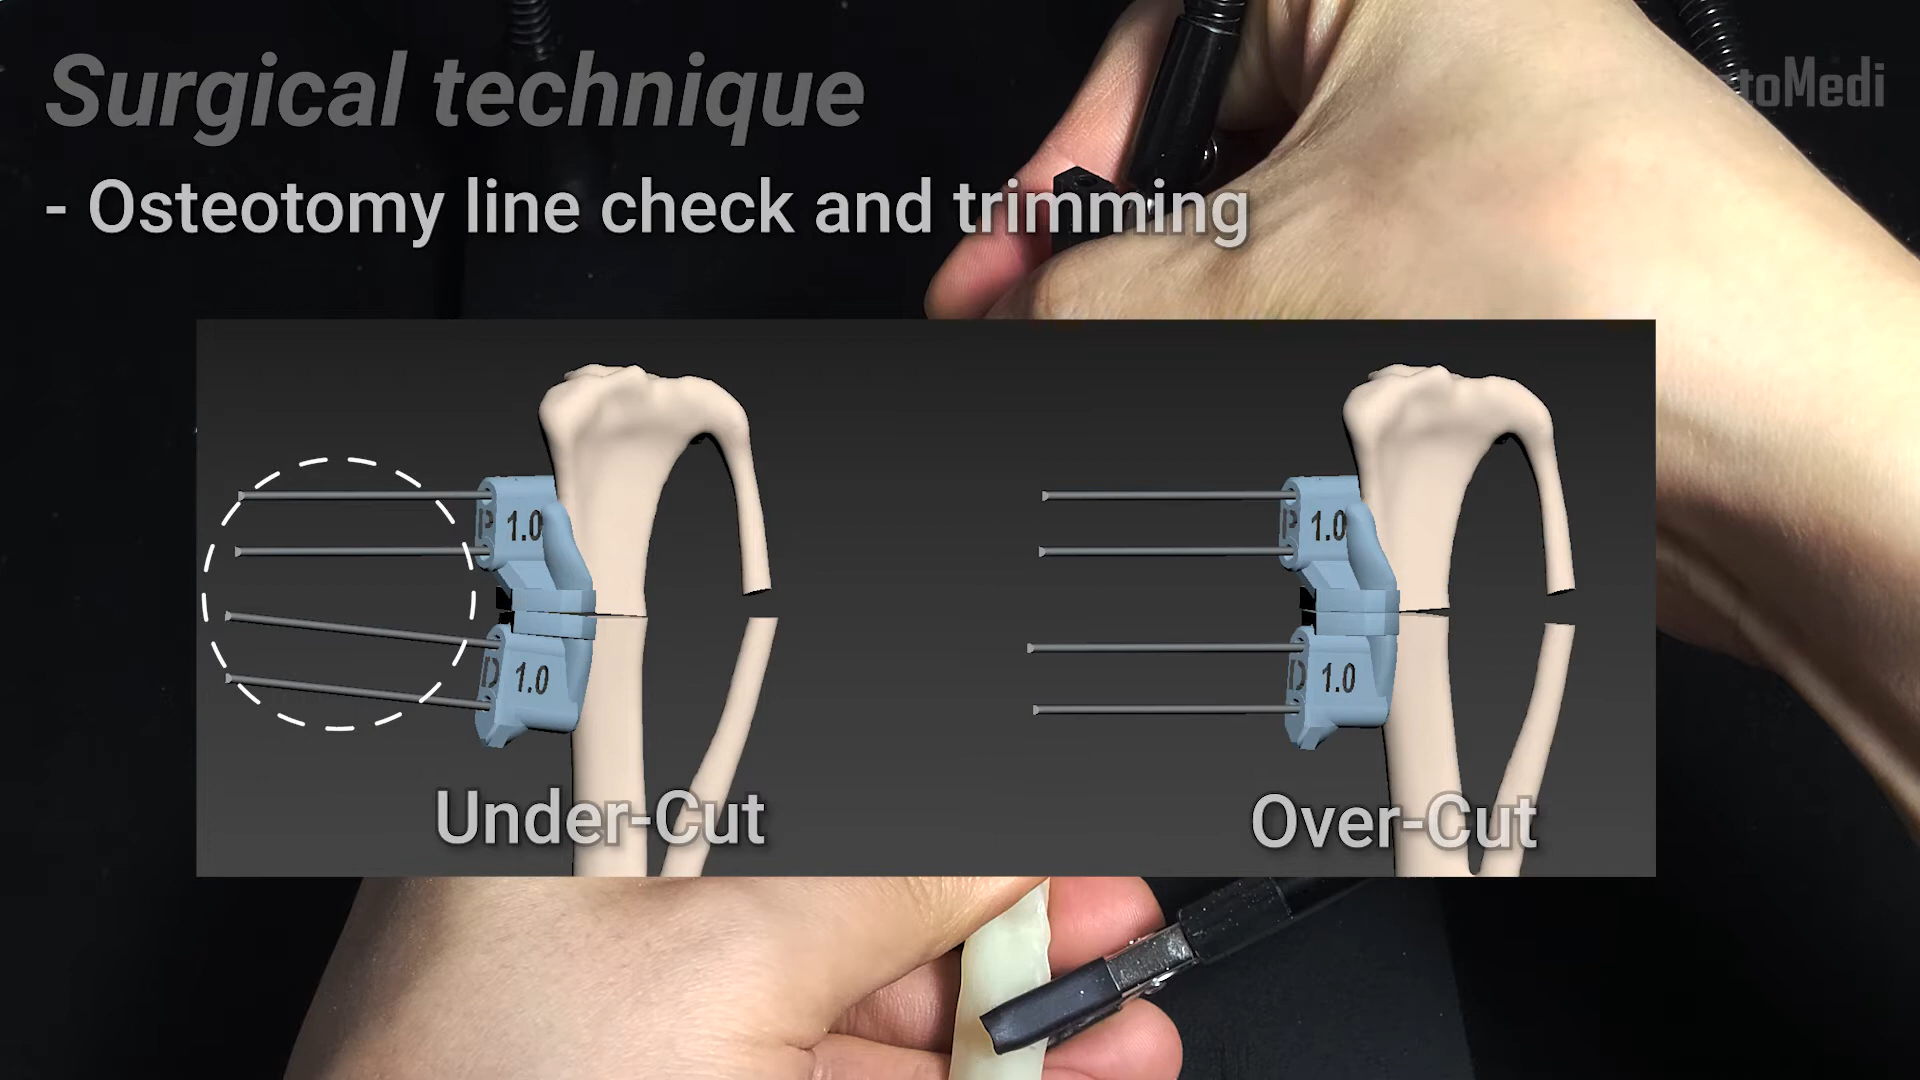 Surgical technique
- Osteotomy line check and trimming
P 1.0
P 1.0
D 1.0
D 1.0
Under-Cut
Over-Cut